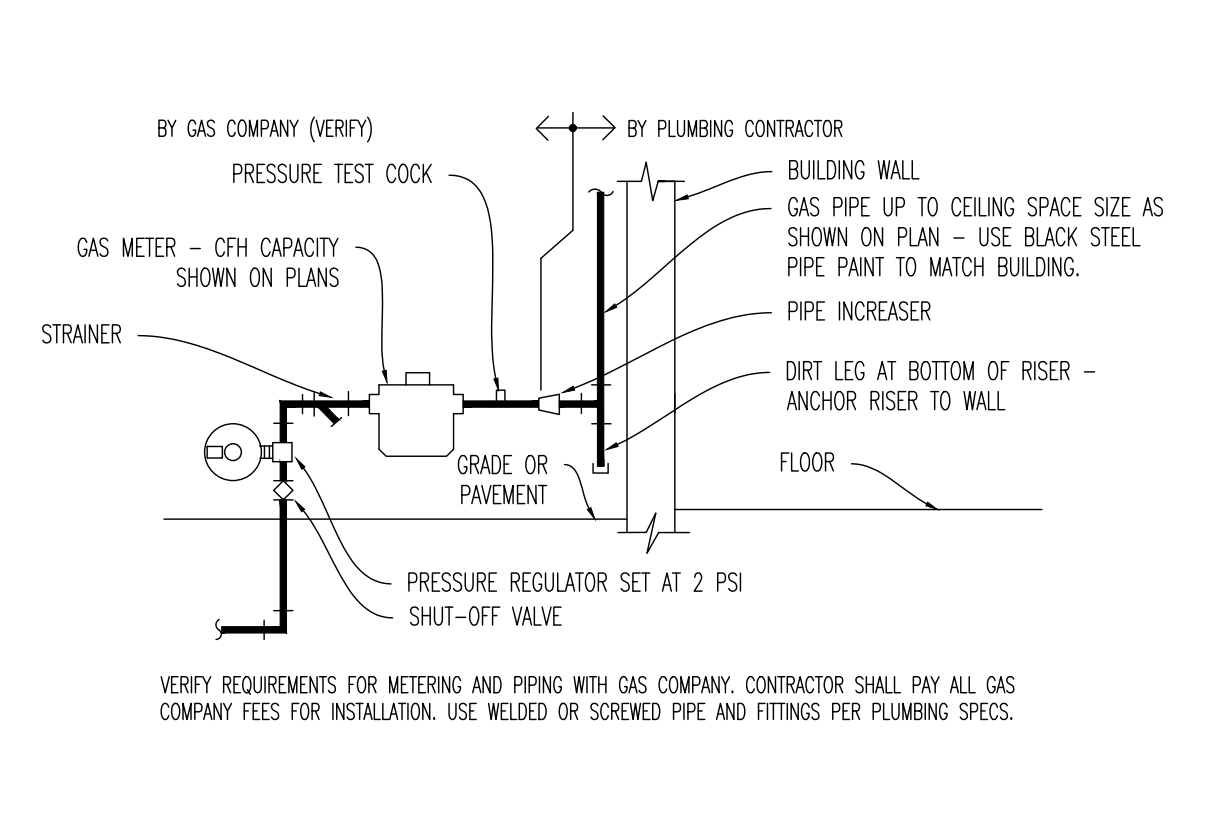 BY GAS COMPANY (VERIFY)
BY PLUMBING CONTRACTOR
PRESSURE TEST COCK
BUILDING WALL
GAS PIPE UP TO CEILING SPACE SIZE AS
SHOWN ON PLAN – USE BLACK STEEL
PIPE PAINT TO MATCH BUILDING.
GAS METER – CFH CAPACITY
SHOWN ON PLANS
PIPE INCREASER
STRAINER
DIRT LEG AT BOTTOM OF RISER –
ANCHOR RISER TO WALL
GRADE OR
PAVEMENT
FLOOR
PRESSURE REGULATOR SET AT 2 PSI
SHUT-OFF VALVE
VERIFY REQUIREMENTS FOR METERING AND PIPING WITH GAS COMPANY. CONTRACTOR SHALL PAY ALL GAS
COMPANY FEES FOR INSTALLATION. USE WELDED OR SCREWED PIPE AND FITTINGS PER PLUMBING SPECS.